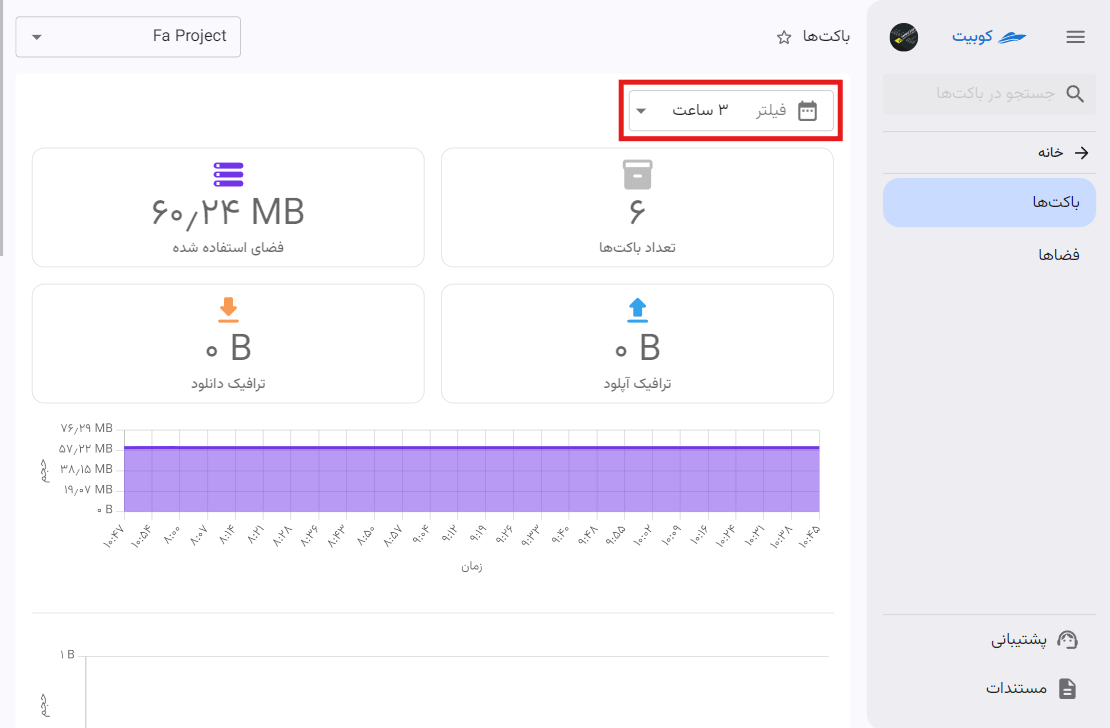 کوبیت
جستجو در باکت‌ها
خانه
باکت‌ها
فضاها
پشتیبانی
مستندات
باکت‌ها
Fa Project
فیلتر
۳ ساعت
۶
تعداد باکت‌ها
۶۰٫۲۴ MB
فضای استفاده شده
۰ B
ترافیک آپلود
۰ B
ترافیک دانلود
حجم
۷۶٫۲۹ MB
۵۷٫۲۲ MB
۳۸٫۱۵ MB
۱۹٫۰۷ MB
۰ B
۱۰:۴۷ ۱۰:۵۴ ۸:۰۰ ۸:۰۷ ۸:۱۴ ۸:۲۱ ۸:۲۸ ۸:۳۶ ۸:۴۳ ۸:۵۰ ۸:۵۷ ۹:۰۴ ۹:۱۲ ۹:۱۹ ۹:۲۶ ۹:۳۳ ۹:۴۰ ۹:۴۸ ۹:۵۵ ۱۰:۰۲ ۱۰:۰۹ ۱۰:۱۶ ۱۰:۲۴ ۱۰:۳۱ ۱۰:۳۸ ۱۰:۴۵
زمان
۱ B
حجم